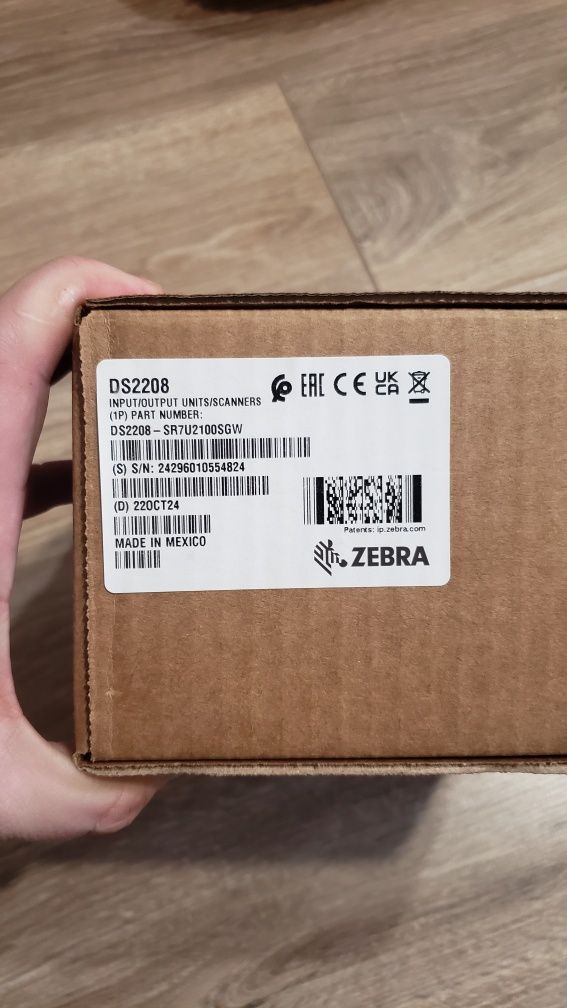 DS2208
EAC CE UK CA
INPUT/OUTPUT UNITS/SCANNERS
(1P) PART NUMBER:
DS2208-SR7U2100SGW
(S) S/N: 24296010554824
(D) 22OCT24
Patents: ip.zebra.com
MADE IN MEXICO
ZEBRA